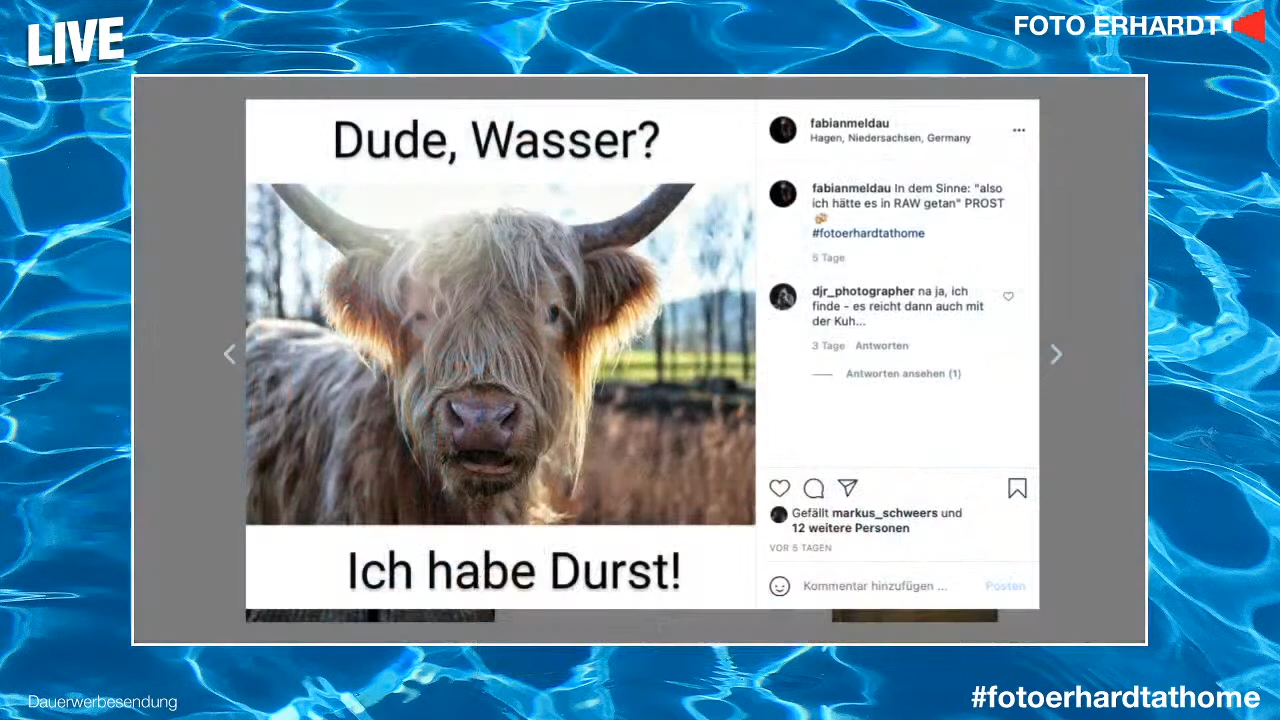 LIVE
FOTO ERHARDT
Dude, Wasser?
Ich habe Durst!
fabianmeldau
Hagen, Niedersachsen, Germany
fabianmeldau In dem Sinne: "also
ich hätte es in RAW getan" PROST
🍻
#fotoerhardtathome
5 Tage
djr_photographer na ja, ich
finde - es reicht dann auch mit
der Kuh...
3 Tage Antworten
Antworten ansehen (1)
Gefällt markus_schweers und
12 weitere Personen
VOR 5 TAGEN
Kommentar hinzufügen ... Posten
Dauerwerbesendung
#fotoerhardtathome